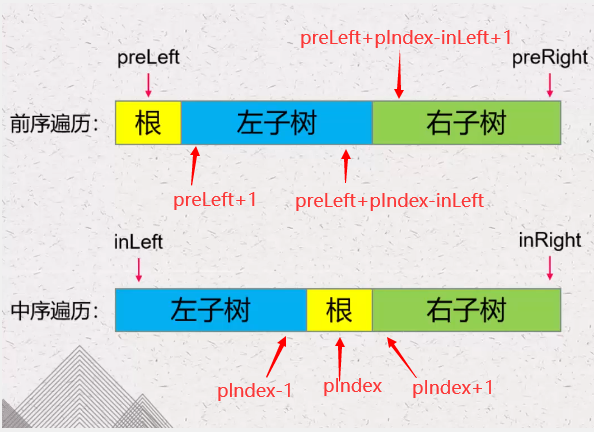 preLeft+pIndex-inLeft+1
preLeft
preRight
前序遍历：
根
左子树
右子树
preLeft+1
preLeft+pIndex-inLeft
inLeft
inRight
中序遍历：
左子树
根
右子树
pIndex-1
pIndex
pIndex+1